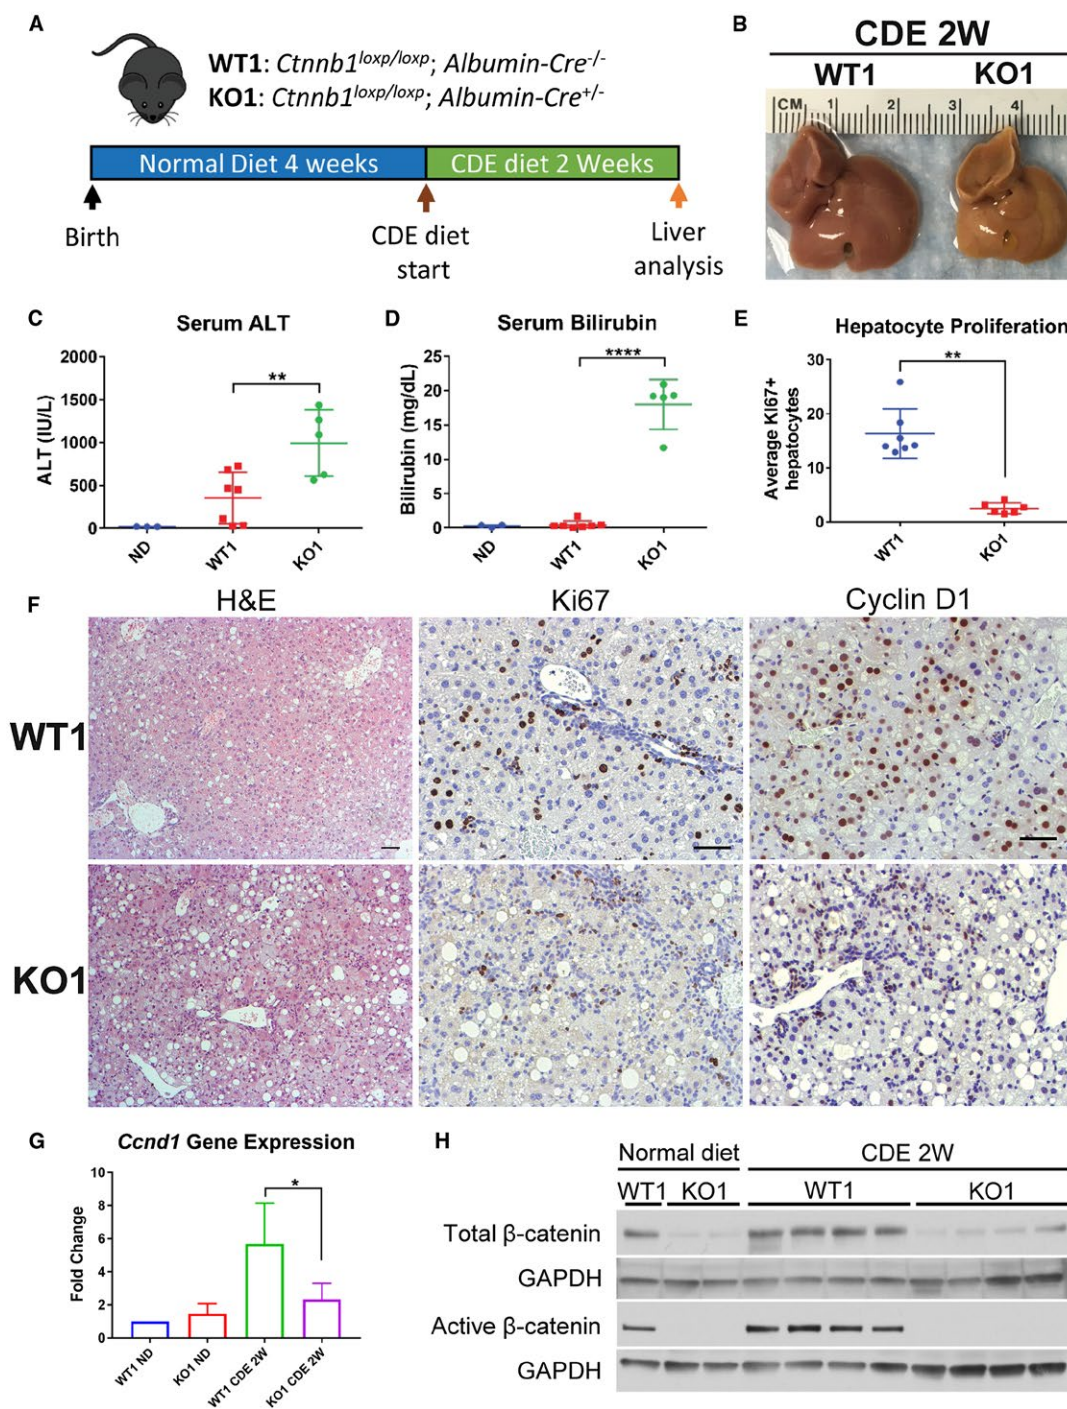 A
WT1: Ctnnb1loxp/loxp; Albumin-Cre-/-
KO1: Ctnnb1loxp/loxp; Albumin-Cre+/-
Normal Diet 4 weeks
CDE diet 2 Weeks
Birth
CDE diet
start
Liver
analysis
B
CDE 2W
WT1 KO1
CM 1 2 3 4
C
Serum ALT
ALT (IU/L)
2000
1500
1000
500
0
**
ND WT1 KO1
D
Serum Bilirubin
Bilirubin (mg/dL)
25
20
15
10
5
0
****
ND WT1 KO1
E
Hepatocyte Proliferation
Average KI67+
hepatocytes
30
20
10
0
**
WT1 KO1
F
H&E Ki67 Cyclin D1
WT1
KO1
G
Ccnd1 Gene Expression
Fold Change
10
8
6
4
2
0
*
WT1 ND KO1 ND WT1 CDE 2W KO1 CDE 2W
H
Normal diet CDE 2W
WT1 KO1 WT1 KO1
Total β-catenin
GAPDH
Active β-catenin
GAPDH